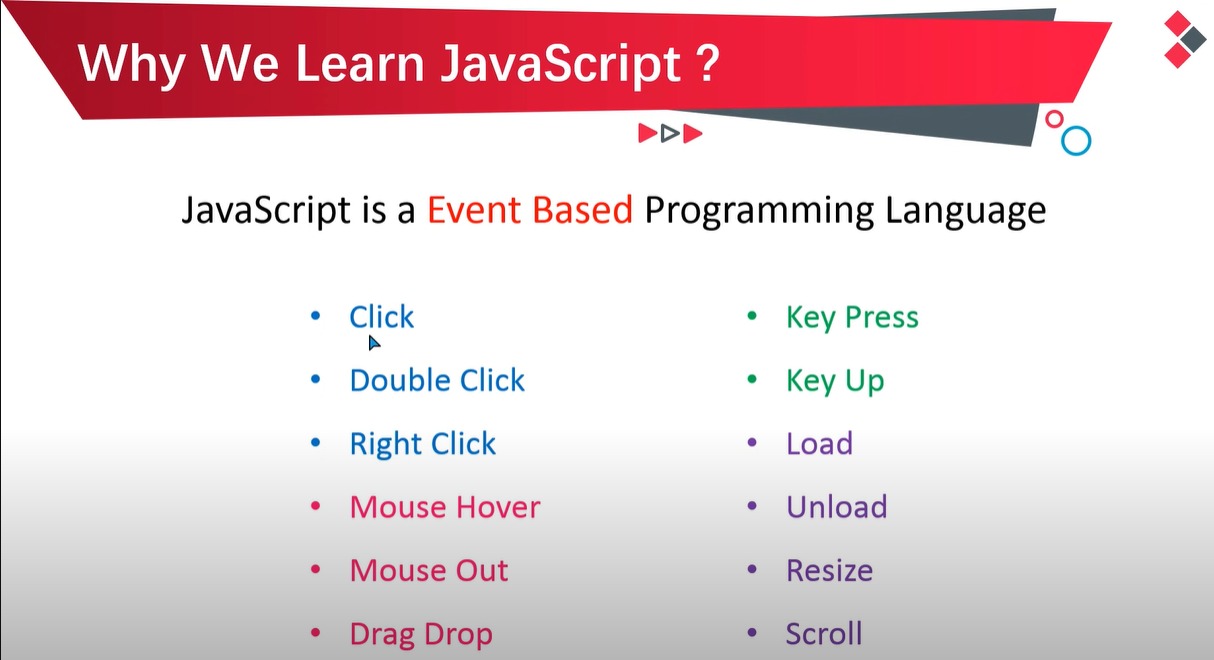 Why We Learn JavaScript ?
JavaScript is a Event Based Programming Language
• Click
• Double Click
• Right Click
• Mouse Hover
• Mouse Out
• Drag Drop
• Key Press
• Key Up
• Load
• Unload
• Resize
• Scroll